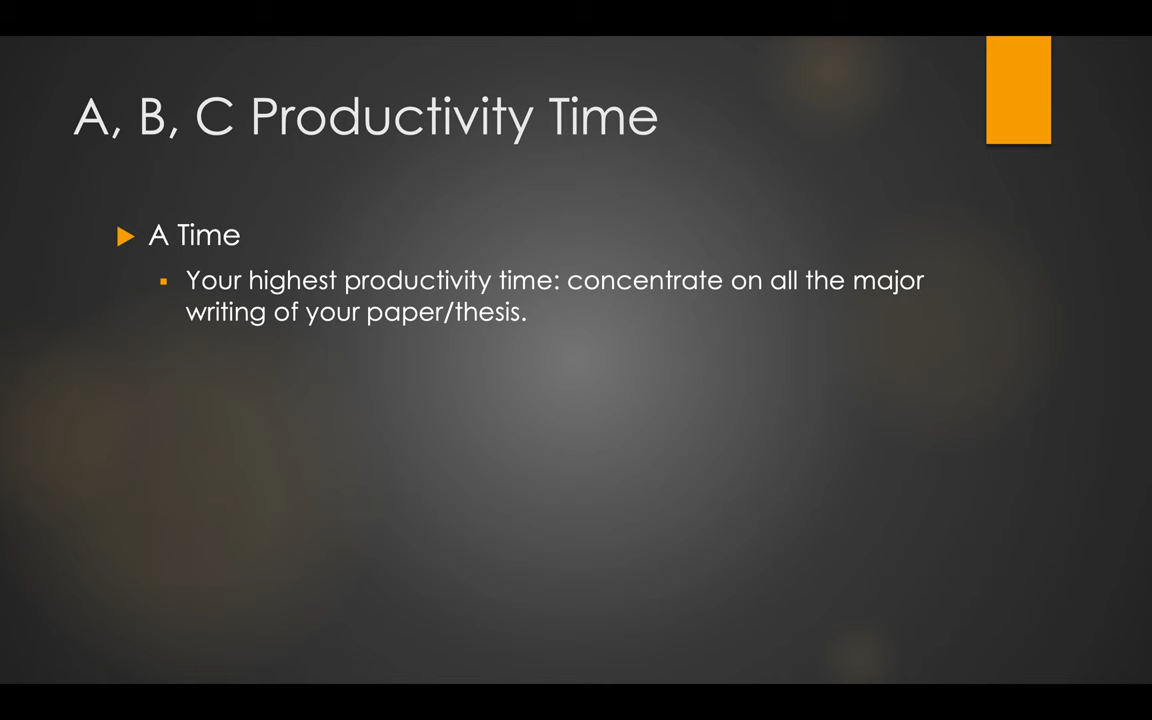 A, B, C Productivity Time
A Time
Your highest productivity time: concentrate on all the major
writing of your paper/thesis.